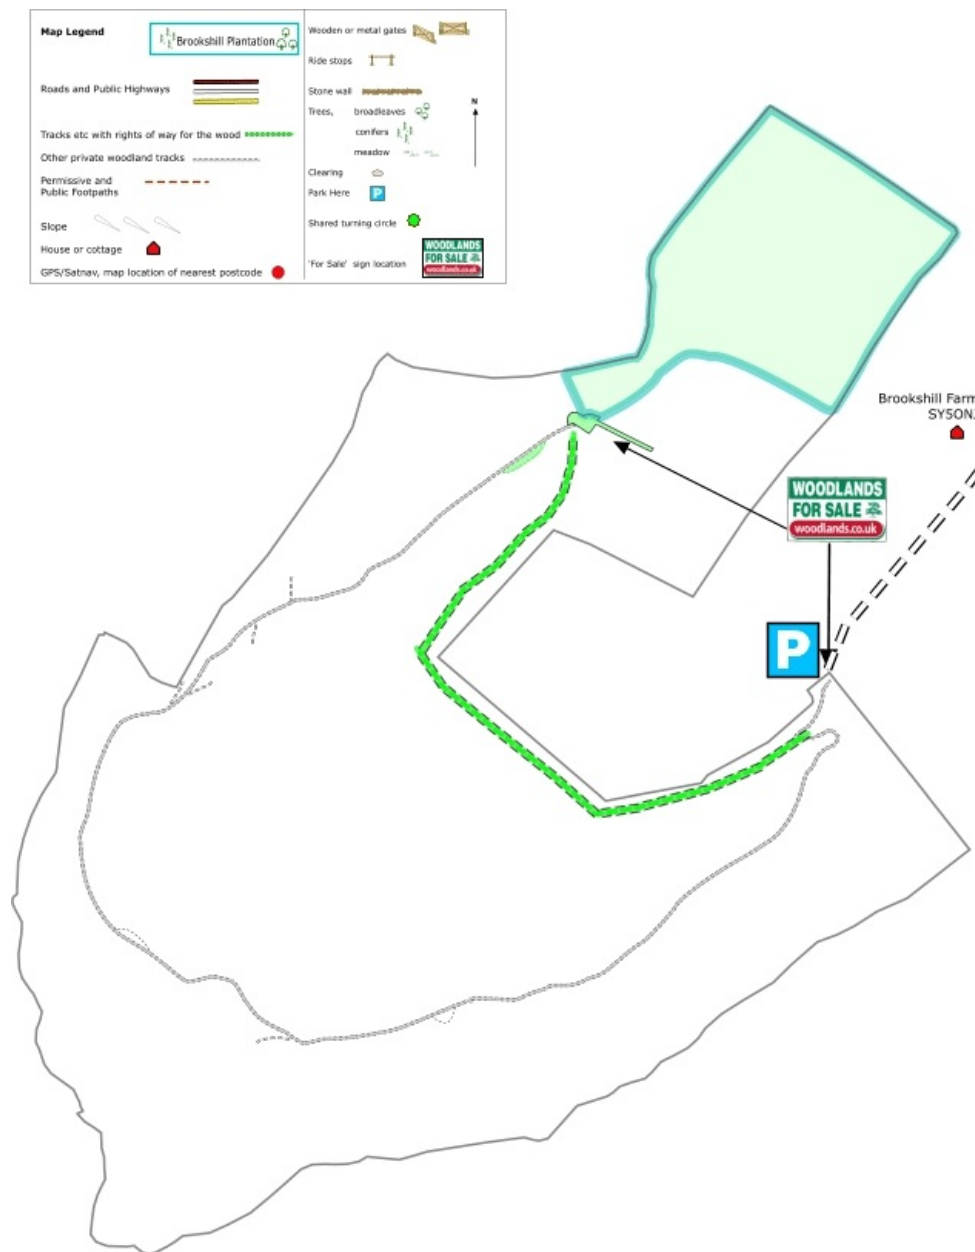 Map Legend
Brookshill Plantation
Roads and Public Highways
Tracks etc with rights of way for the wood
Other private woodland tracks
Permissive and
Public Footpaths
Slope
House or cottage
GPS/Satnav, map location of nearest postcode
Wooden or metal gates
Ride stops
Stone wall
Trees, broadleaves
conifers
meadow
Clearing
Park Here
P
Shared turning circle
'For Sale' sign location
WOODLANDS
FOR SALE
woodlands.co.uk
N
Brookshill Farm
SY5ONJ
WOODLANDS
FOR SALE
woodlands.co.uk
P